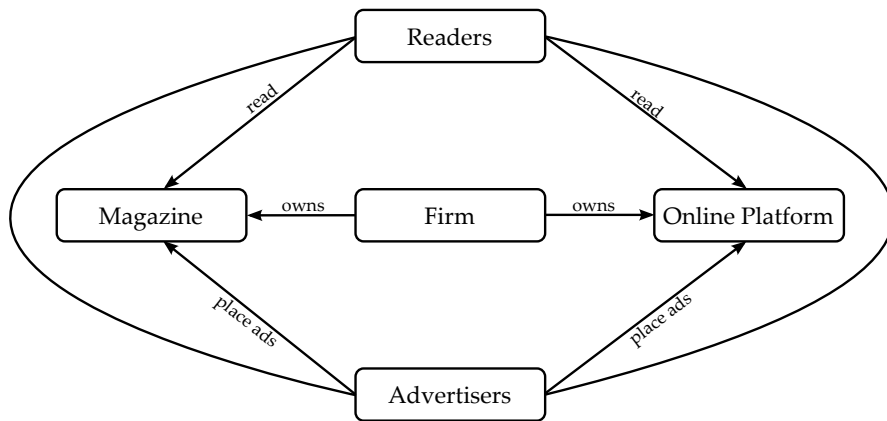 Readers
read
read
Magazine
owns
Firm
owns
Online Platform
place ads
place ads
Advertisers